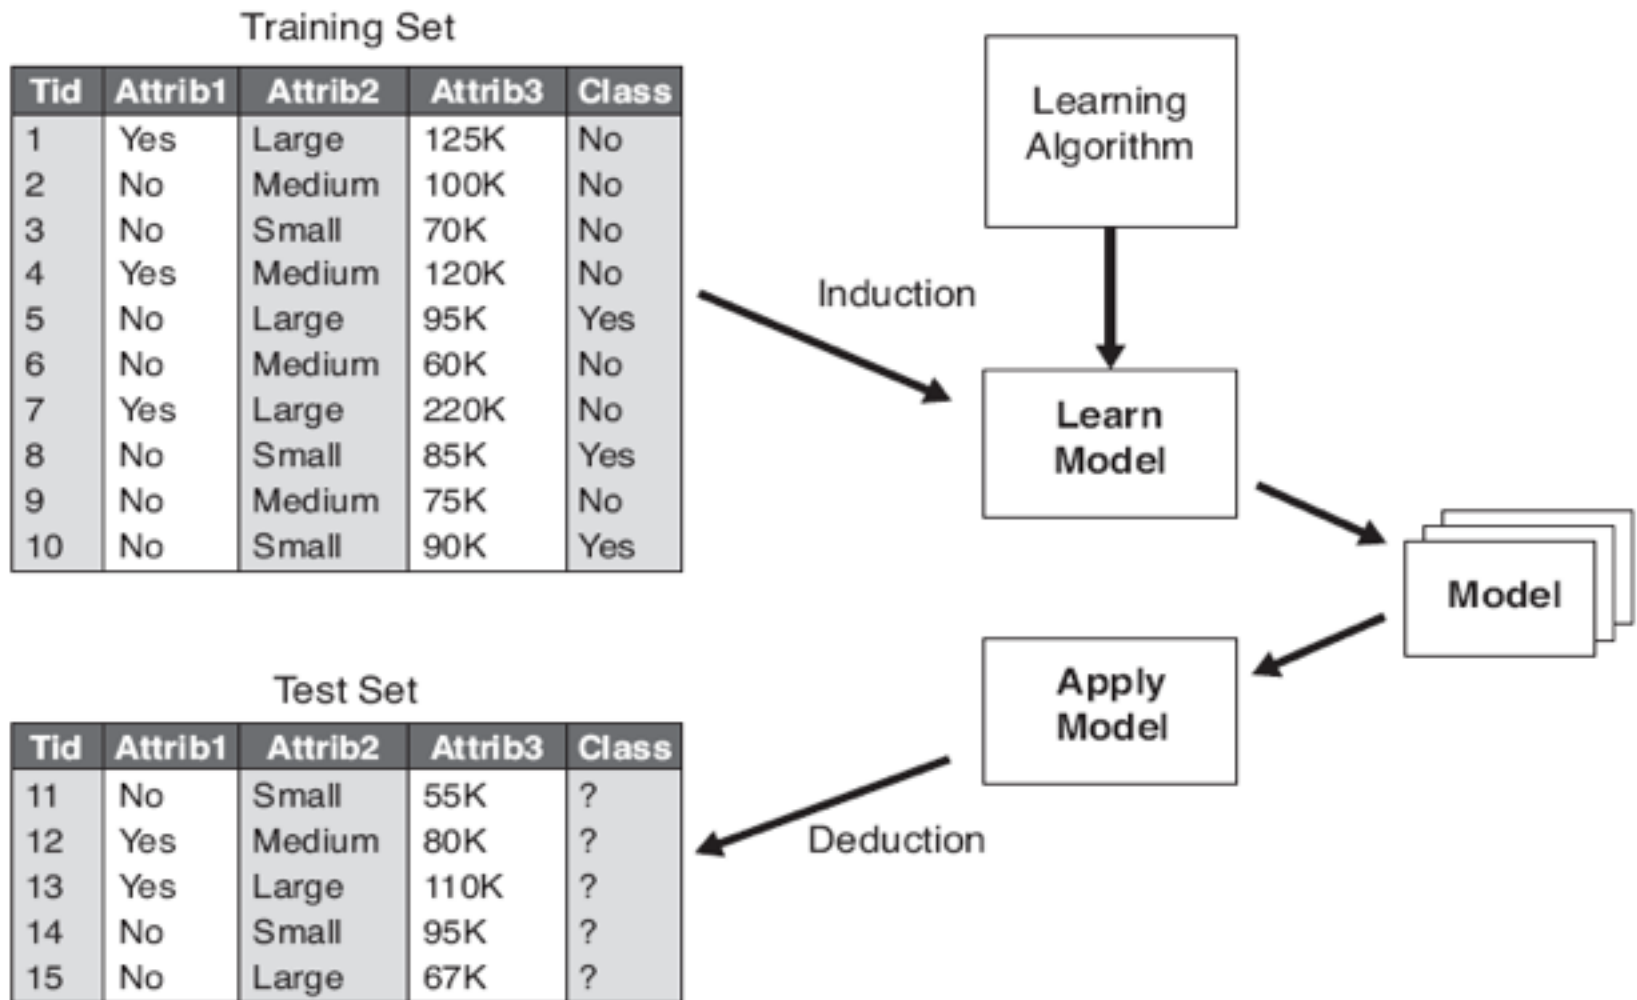 Training Set
Tid Attrib1 Attrib2 Attrib3 Class
1 Yes Large 125K No
2 No Medium 100K No
3 No Small 70K No
4 Yes Medium 120K No
5 No Large 95K Yes
6 No Medium 60K No
7 Yes Large 220K No
8 No Small 85K Yes
9 No Medium 75K No
10 No Small 90K Yes
Learning
Algorithm
Induction
Learn
Model
Model
Apply
Model
Deduction
Test Set
Tid Attrib1 Attrib2 Attrib3 Class
11 No Small 55K ?
12 Yes Medium 80K ?
13 Yes Large 110K ?
14 No Small 95K ?
15 No Large 67K ?